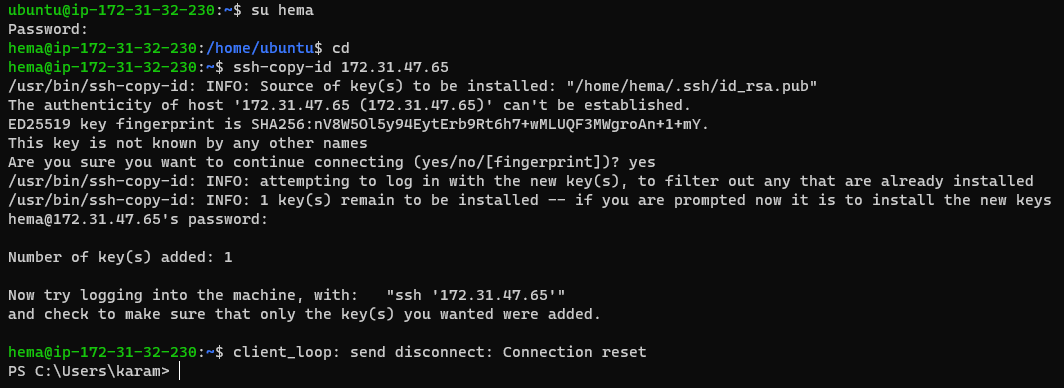 ubuntu@ip-172-31-32-230:~$ su hema
Password:
hema@ip-172-31-32-230:/home/ubuntu$ cd
hema@ip-172-31-32-230:~$ ssh-copy-id 172.31.47.65
/usr/bin/ssh-copy-id: INFO: Source of key(s) to be installed: "/home/hema/.ssh/id_rsa.pub"
The authenticity of host '172.31.47.65 (172.31.47.65)' can't be established.
ED25519 key fingerprint is SHA256:nV8W5Ol5y94EytErb9Rt6h7+wMLUQF3MWgroAn+1+mY.
This key is not known by any other names
Are you sure you want to continue connecting (yes/no/[fingerprint])? yes
/usr/bin/ssh-copy-id: INFO: attempting to log in with the new key(s), to filter out any that are already installed
/usr/bin/ssh-copy-id: INFO: 1 key(s) remain to be installed -- if you are prompted now it is to install the new keys
hema@172.31.47.65's password:
Number of key(s) added: 1
Now try logging into the machine, with:   "ssh '172.31.47.65'"
and check to make sure that only the key(s) you wanted were added.
hema@ip-172-31-32-230:~$ client_loop: send disconnect: Connection reset
PS C:\Users\karam>